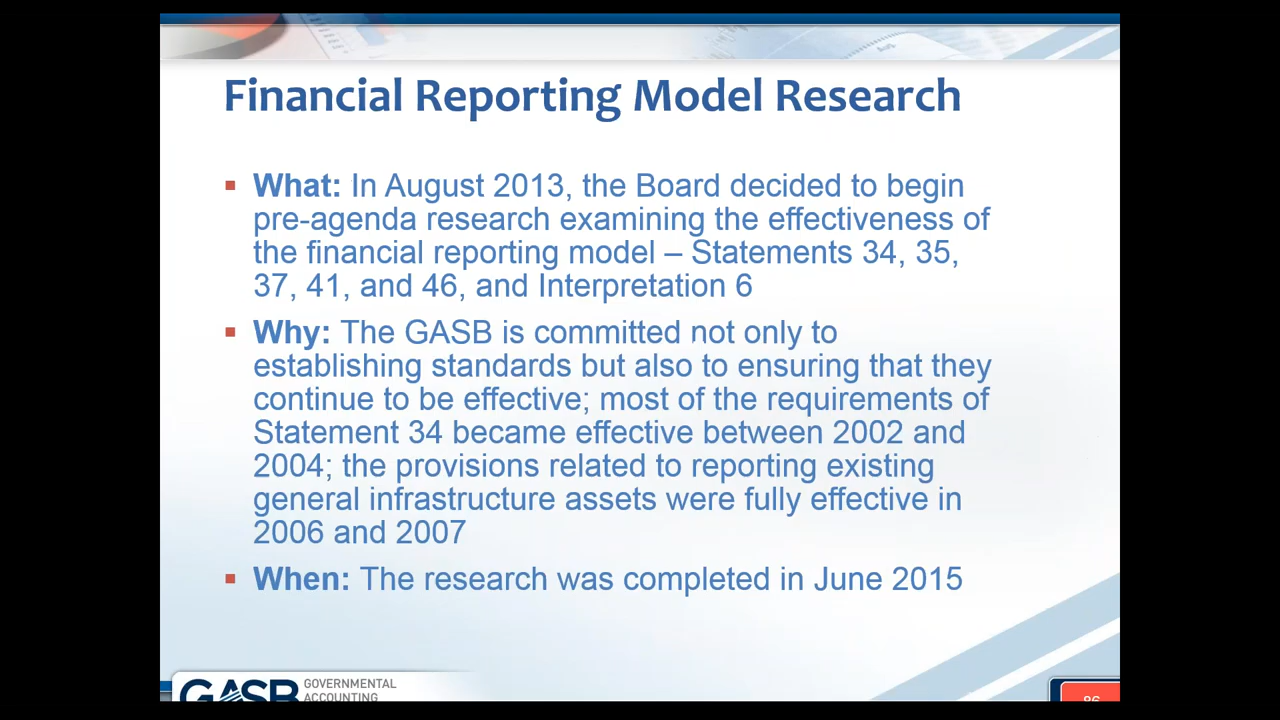 Financial Reporting Model Research
What: In August 2013, the Board decided to begin
pre-agenda research examining the effectiveness of
the financial reporting model – Statements 34, 35,
37, 41, and 46, and Interpretation 6
Why: The GASB is committed not only to
establishing standards but also to ensuring that they
continue to be effective; most of the requirements of
Statement 34 became effective between 2002 and
2004; the provisions related to reporting existing
general infrastructure assets were fully effective in
2006 and 2007
When: The research was completed in June 2015
GASB GOVERNMENTAL
ACCOUNTING
86